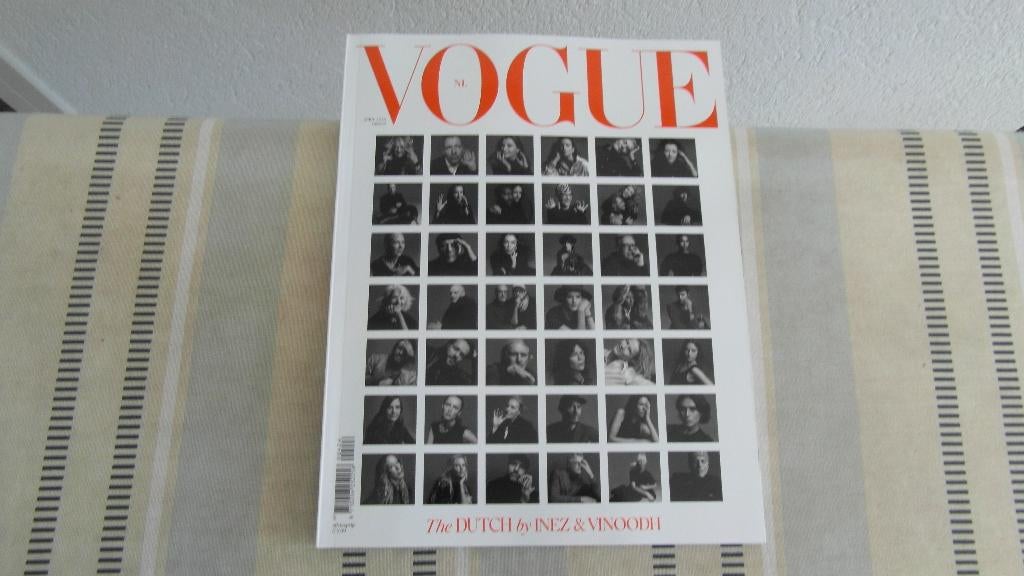 VOGUE
NL
The DUTCH by INEZ & VINOODH